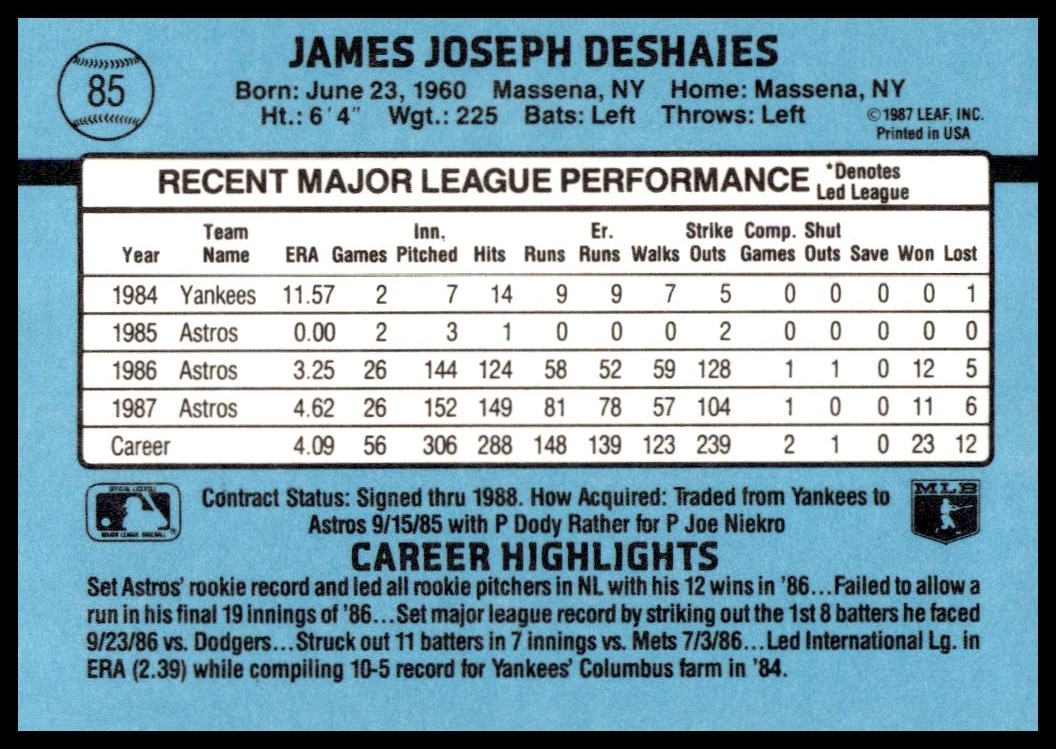 85
JAMES JOSEPH DESHAIES
Born: June 23, 1960 Massena, NY Home: Massena, NY
Ht.: 6'4" Wgt.: 225 Bats: Left Throws: Left
©1987 LEAF, INC.
Printed in USA
RECENT MAJOR LEAGUE PERFORMANCE *Denotes
Led League
Team Inn. Er. Strike Comp. Shut
Year Name ERA Games Pitched Hits Runs Runs Walks Outs Games Outs Save Won Lost
1984 Yankees 11.57 2 7 14 9 9 7 5 0 0 0 0 1
1985 Astros 0.00 2 3 1 0 0 0 2 0 0 0 0 0
1986 Astros 3.25 26 144 124 58 52 59 128 1 1 0 12 5
1987 Astros 4.62 26 152 149 81 78 57 104 1 0 0 11 6
Career 4.09 56 306 288 148 139 123 239 2 1 0 23 12
MLB
Contract Status: Signed thru 1988. How Acquired: Traded from Yankees to
Astros 9/15/85 with P Dody Rather for P Joe Niekro
CAREER HIGHLIGHTS
Set Astros' rookie record and led all rookie pitchers in NL with his 12 wins in '86...Failed to allow a
run in his final 19 innings of '86...Set major league record by striking out the 1st 8 batters he faced
9/23/86 vs. Dodgers...Struck out 11 batters in 7 innings vs. Mets 7/3/86...Led International Lg. in
ERA (2.39) while compiling 10-5 record for Yankees' Columbus farm in '84.